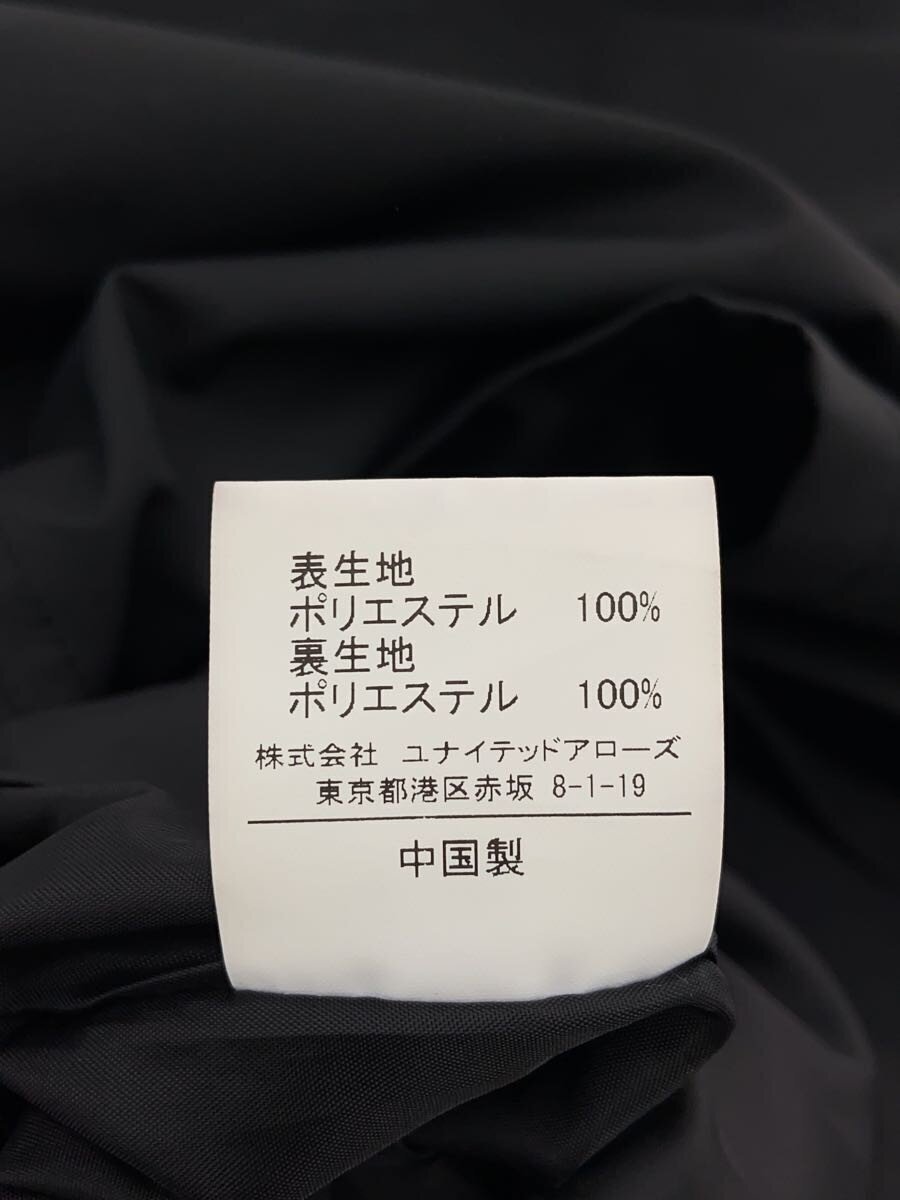 表生地
ポリエステル 100%
裏生地
ポリエステル 100%
株式会社 ユナイテッドアローズ
東京都港区赤坂 8-1-19
中国製